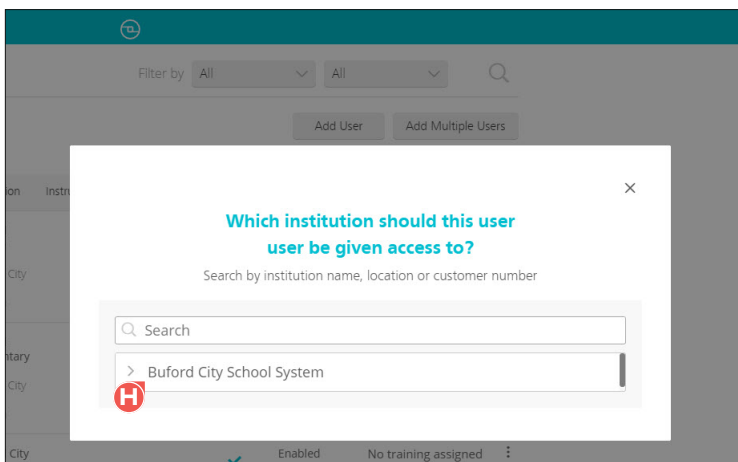 Filter by All All
Add User Add Multiple Users
ion Instr
Which institution should this user
user be given access to?
City
Search by institution name, location or customer number
Search
ntary
Buford City School System
City
H
City Enabled No training assigned